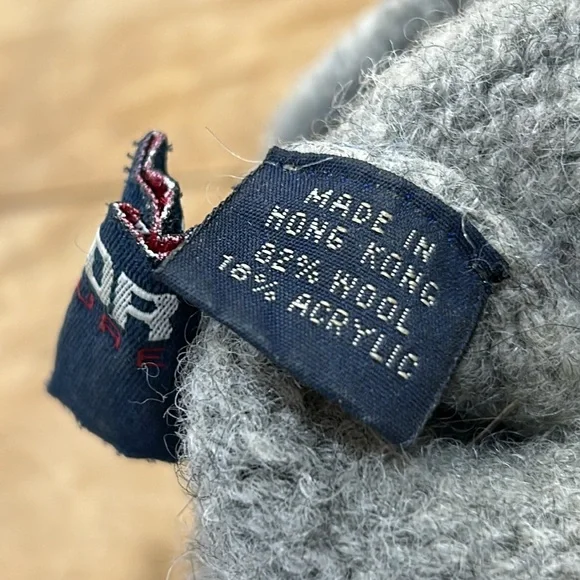 MADE IN
HONG KONG
82% WOOL
18% ACRYLIC